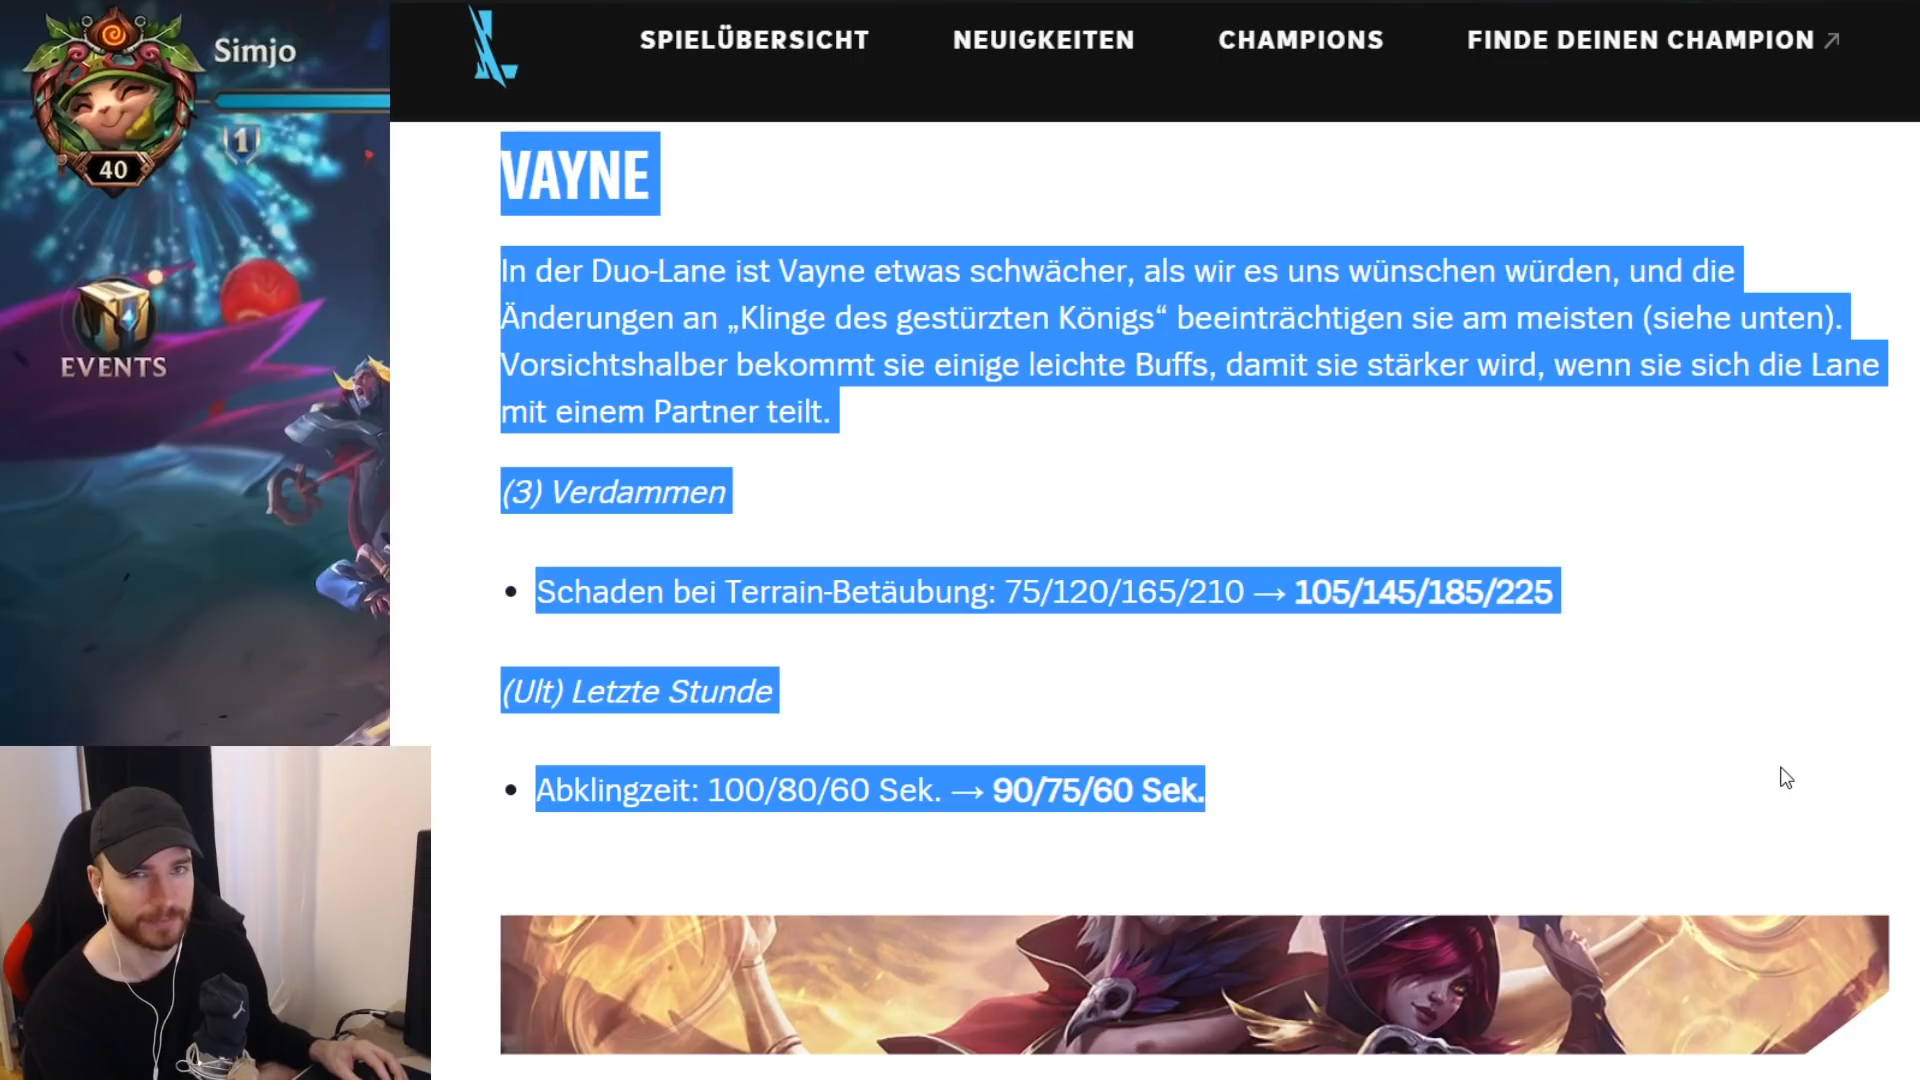 Simjo
1
40
EVENTS
SPIELÜBERSICHT
NEUIGKEITEN
CHAMPIONS
FINDE DEINEN CHAMPION
VAYNE
In der Duo-Lane ist Vayne etwas schwächer, als wir es uns wünschen würden, und die
Änderungen an „Klinge des gestürzten Königs“ beeinträchtigen sie am meisten (siehe unten).
Vorsichtshalber bekommt sie einige leichte Buffs, damit sie stärker wird, wenn sie sich die Lane
mit einem Partner teilt.
(3) Verdammen
• Schaden bei Terrain-Betäubung: 75/120/165/210 → 105/145/185/225
(Ult) Letzte Stunde
• Abklingzeit: 100/80/60 Sek. → 90/75/60 Sek.